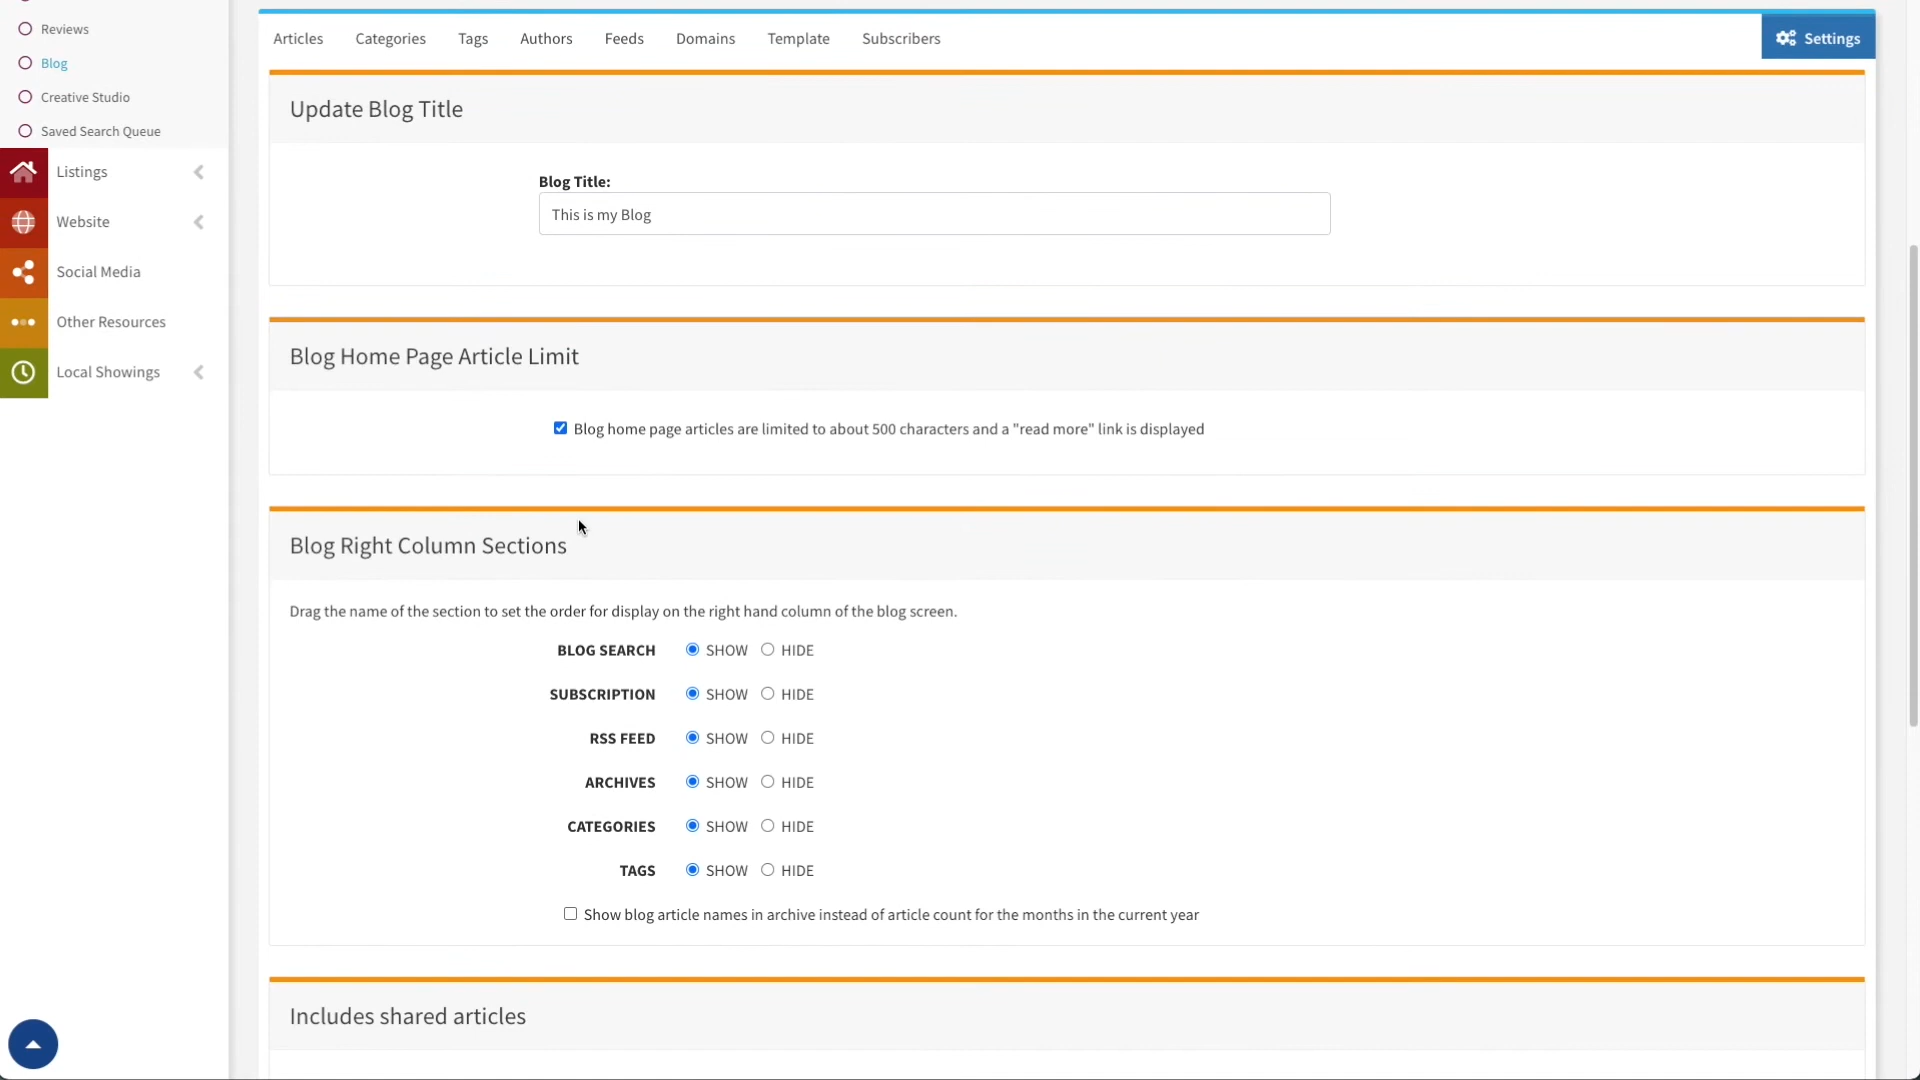 Reviews
Blog
Creative Studio
Saved Search Queue
Listings
Website
Social Media
Other Resources
Local Showings
Articles Categories Tags Authors Feeds Domains Template Subscribers Settings
Update Blog Title
Blog Title:
This is my Blog
Blog Home Page Article Limit
Blog home page articles are limited to about 500 characters and a "read more" link is displayed
Blog Right Column Sections
Drag the name of the section to set the order for display on the right hand column of the blog screen.
BLOG SEARCH SHOW HIDE
SUBSCRIPTION SHOW HIDE
RSS FEED SHOW HIDE
ARCHIVES SHOW HIDE
CATEGORIES SHOW HIDE
TAGS SHOW HIDE
Show blog article names in archive instead of article count for the months in the current year
Includes shared articles